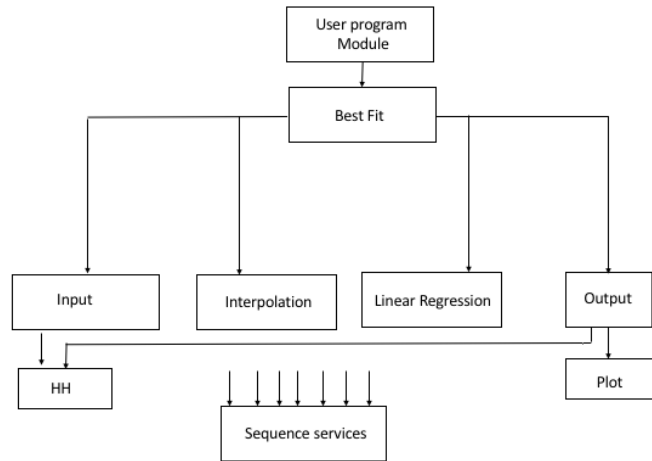 User program
Module
Best Fit
Input
Interpolation
Linear Regression
Output
HH
Plot
Sequence services